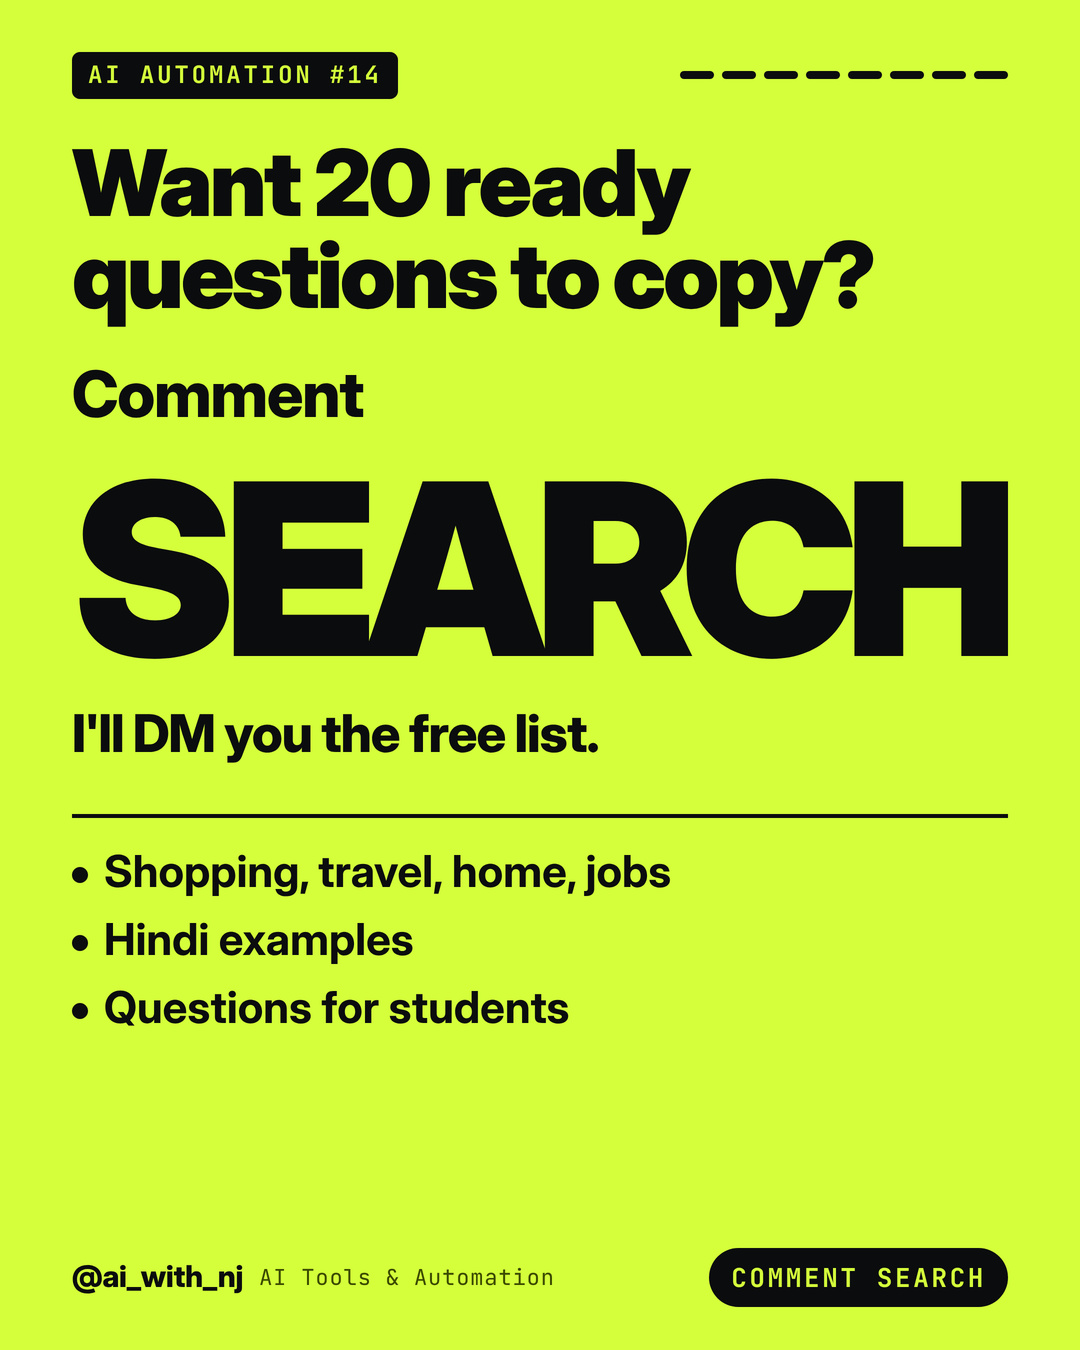 AI AUTOMATION #14
Want 20 ready
questions to copy?
Comment
SEARCH
I'll DM you the free list.
• Shopping, travel, home, jobs
• Hindi examples
• Questions for students
@ai_with_nj AI Tools & Automation
COMMENT SEARCH